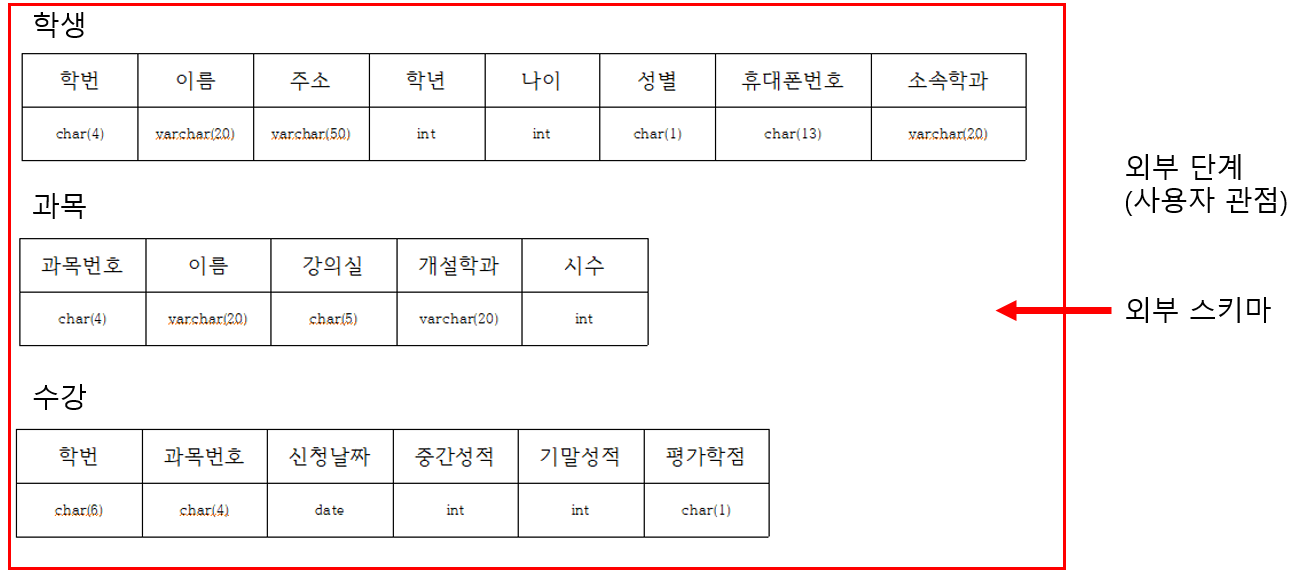 학생
학번 이름 주소 학년 나이 성별 휴대폰번호 소속학과
char(4) varchar(20) varchar(50) int int char(1) char(13) varchar(20)
외부 단계
(사용자 관점)
과목
과목번호 이름 강의실 개설학과 시수
char(4) varchar(20) char(5) varchar(20) int
외부 스키마
수강
학번 과목번호 신청날짜 중간성적 기말성적 평가학점
char(6) char(4) date int int char(1)